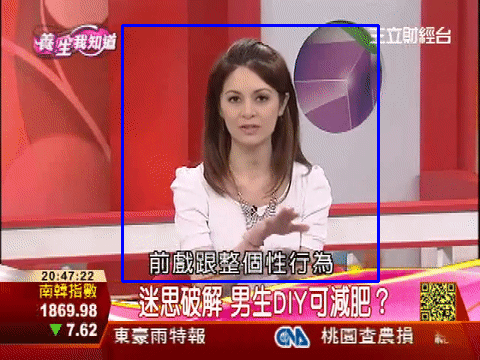 養生我知道
三立財經台
前戲跟整個性行為
20:47:22
南韓指數
1869.98
▼7.62
迷思破解 男生DIY可減肥？
東豪雨特報
CNA
桃園查農損